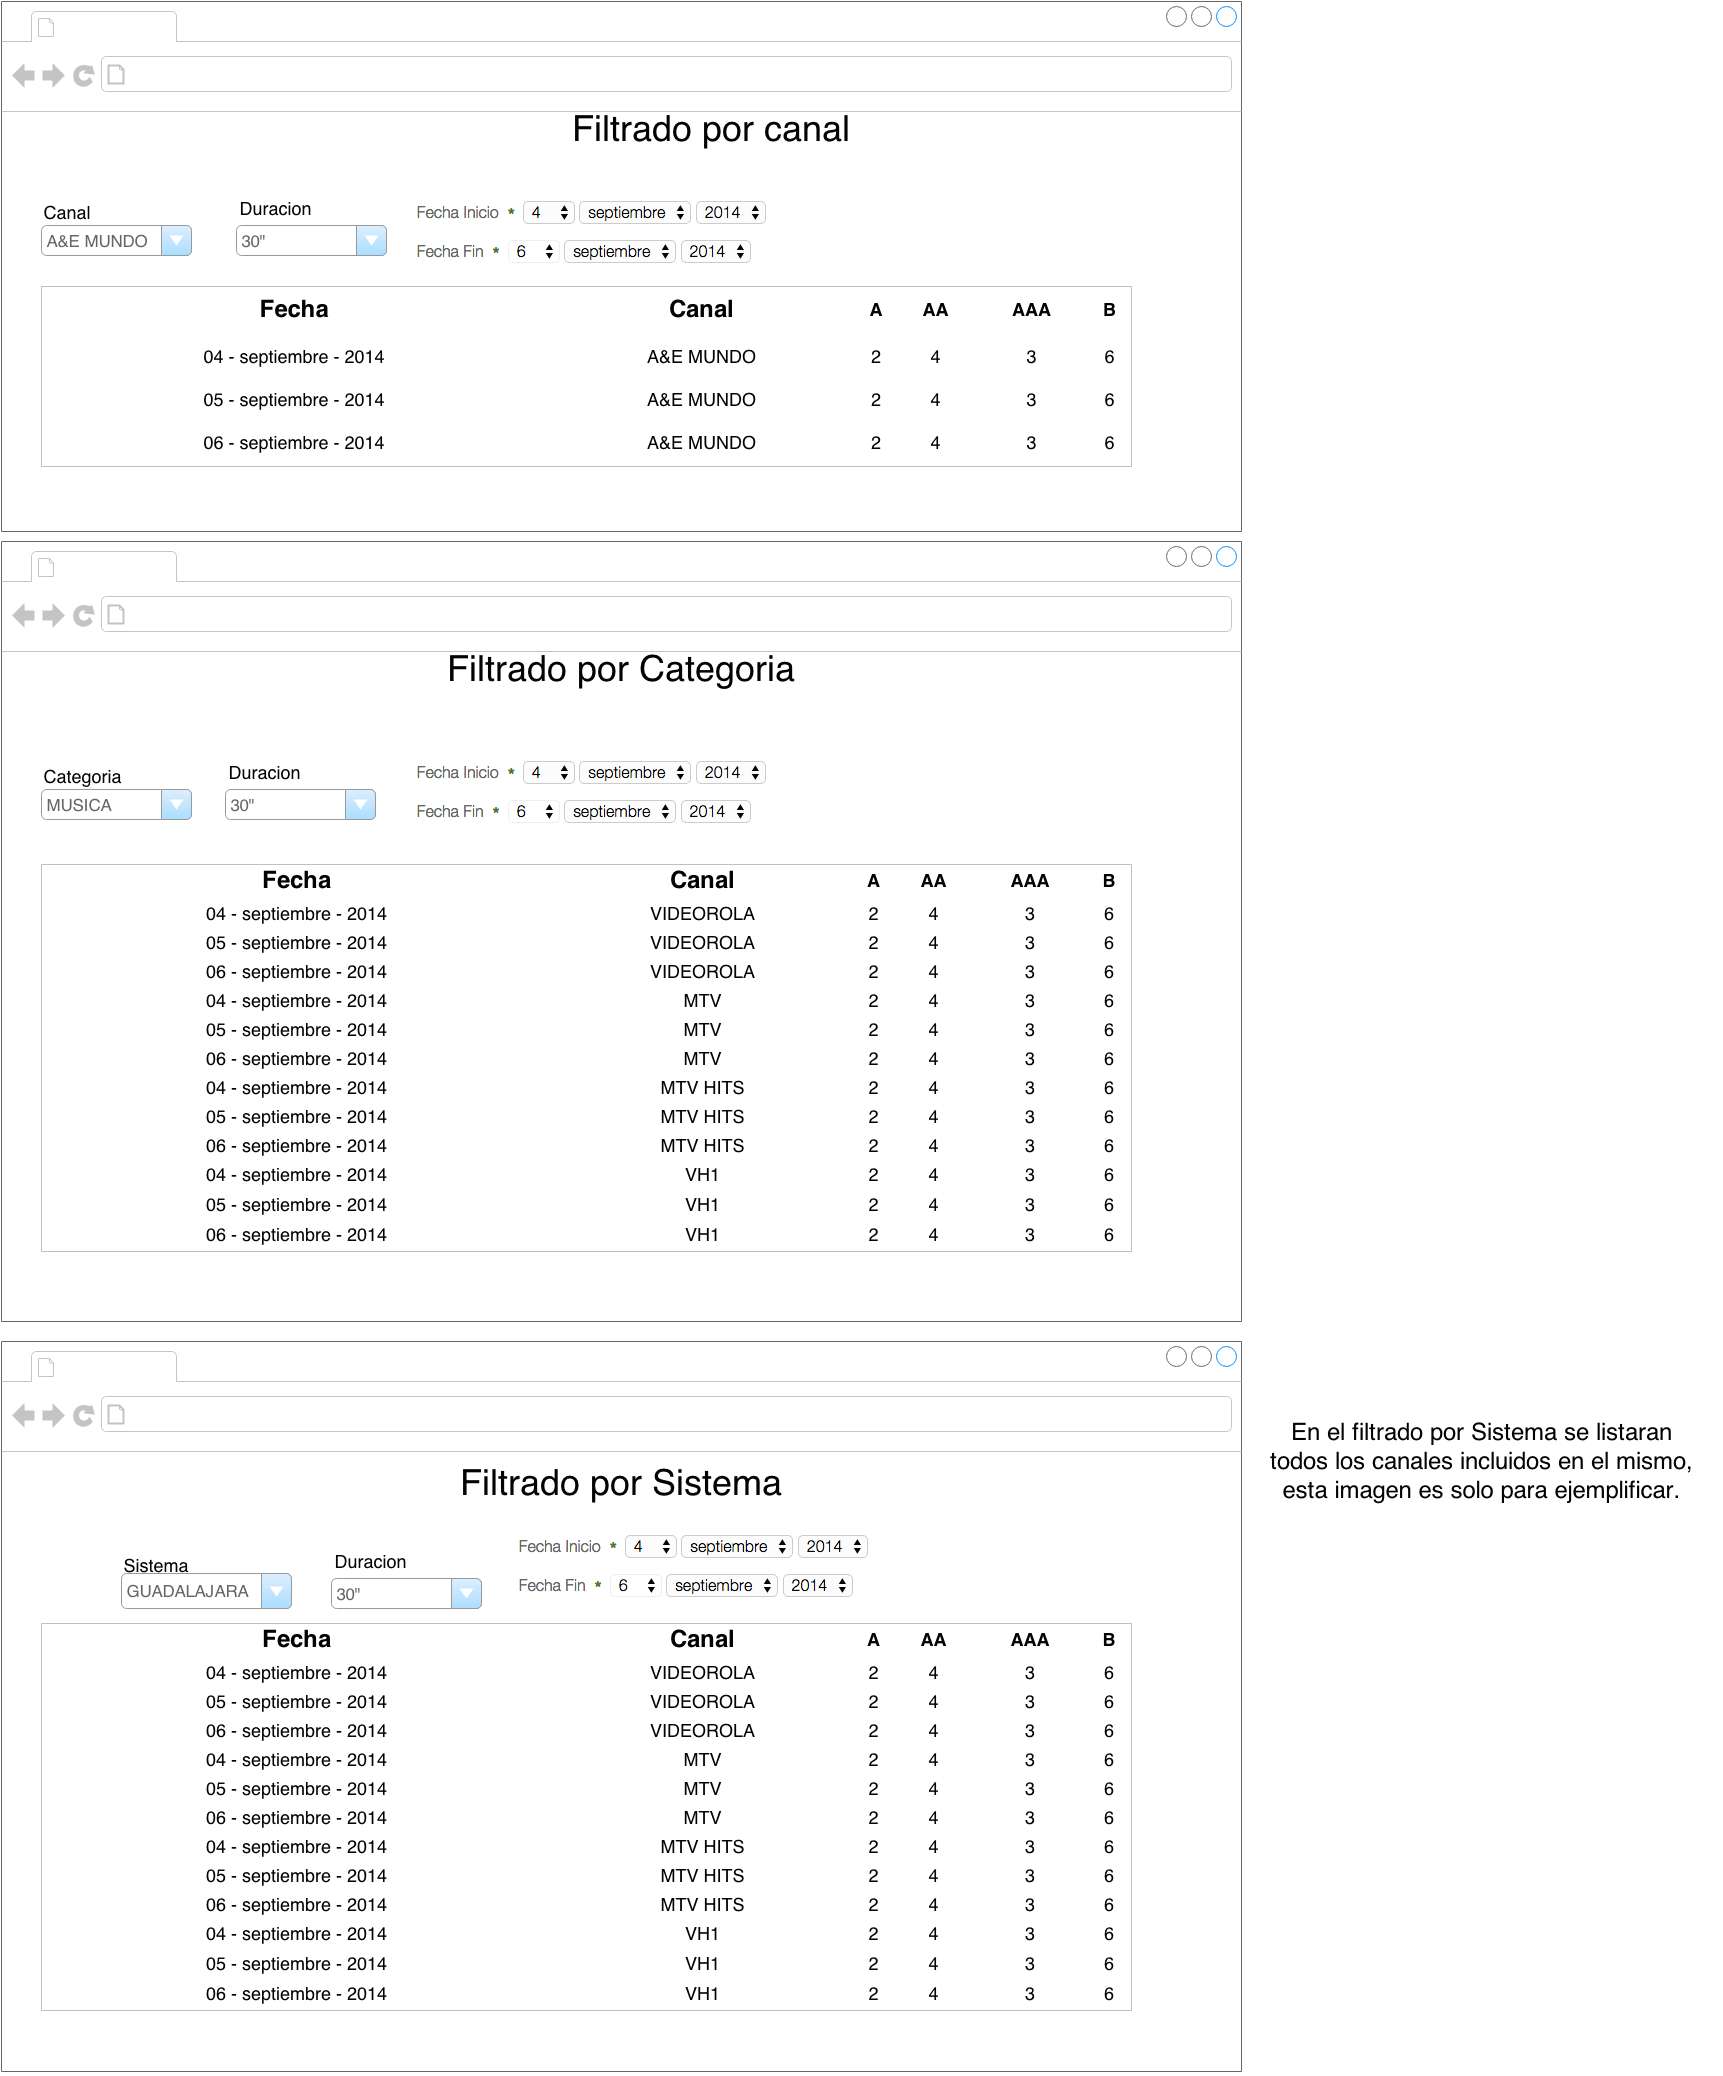 Filtrado por canal
Canal
Duracion
Fecha Inicio * 4 septiembre 2014
A&E MUNDO
30"
Fecha Fin * 6 septiembre 2014
Fecha Canal A AA AAA B
04 - septiembre - 2014 A&E MUNDO 2 4 3 6
05 - septiembre - 2014 A&E MUNDO 2 4 3 6
06 - septiembre - 2014 A&E MUNDO 2 4 3 6
Filtrado por Categoria
Categoria
Duracion
Fecha Inicio * 4 septiembre 2014
MUSICA
30"
Fecha Fin * 6 septiembre 2014
Fecha Canal A AA AAA B
04 - septiembre - 2014 VIDEOROLA 2 4 3 6
05 - septiembre - 2014 VIDEOROLA 2 4 3 6
06 - septiembre - 2014 VIDEOROLA 2 4 3 6
04 - septiembre - 2014 MTV 2 4 3 6
05 - septiembre - 2014 MTV 2 4 3 6
06 - septiembre - 2014 MTV 2 4 3 6
04 - septiembre - 2014 MTV HITS 2 4 3 6
05 - septiembre - 2014 MTV HITS 2 4 3 6
06 - septiembre - 2014 MTV HITS 2 4 3 6
04 - septiembre - 2014 VH1 2 4 3 6
05 - septiembre - 2014 VH1 2 4 3 6
06 - septiembre - 2014 VH1 2 4 3 6
Filtrado por Sistema
Sistema
Duracion
Fecha Inicio * 4 septiembre 2014
GUADALAJARA
30"
Fecha Fin * 6 septiembre 2014
Fecha Canal A AA AAA B
04 - septiembre - 2014 VIDEOROLA 2 4 3 6
05 - septiembre - 2014 VIDEOROLA 2 4 3 6
06 - septiembre - 2014 VIDEOROLA 2 4 3 6
04 - septiembre - 2014 MTV 2 4 3 6
05 - septiembre - 2014 MTV 2 4 3 6
06 - septiembre - 2014 MTV 2 4 3 6
04 - septiembre - 2014 MTV HITS 2 4 3 6
05 - septiembre - 2014 MTV HITS 2 4 3 6
06 - septiembre - 2014 MTV HITS 2 4 3 6
04 - septiembre - 2014 VH1 2 4 3 6
05 - septiembre - 2014 VH1 2 4 3 6
06 - septiembre - 2014 VH1 2 4 3 6
En el filtrado por Sistema se listaran
todos los canales incluidos en el mismo,
esta imagen es solo para ejemplificar.